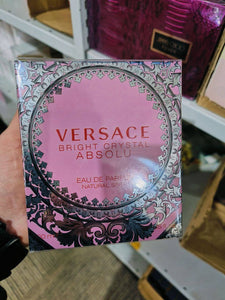 VERSACE
BRIGHT CRYSTAL
ABSOLU
EAU DE PARFUM
NATURAL SPRAY